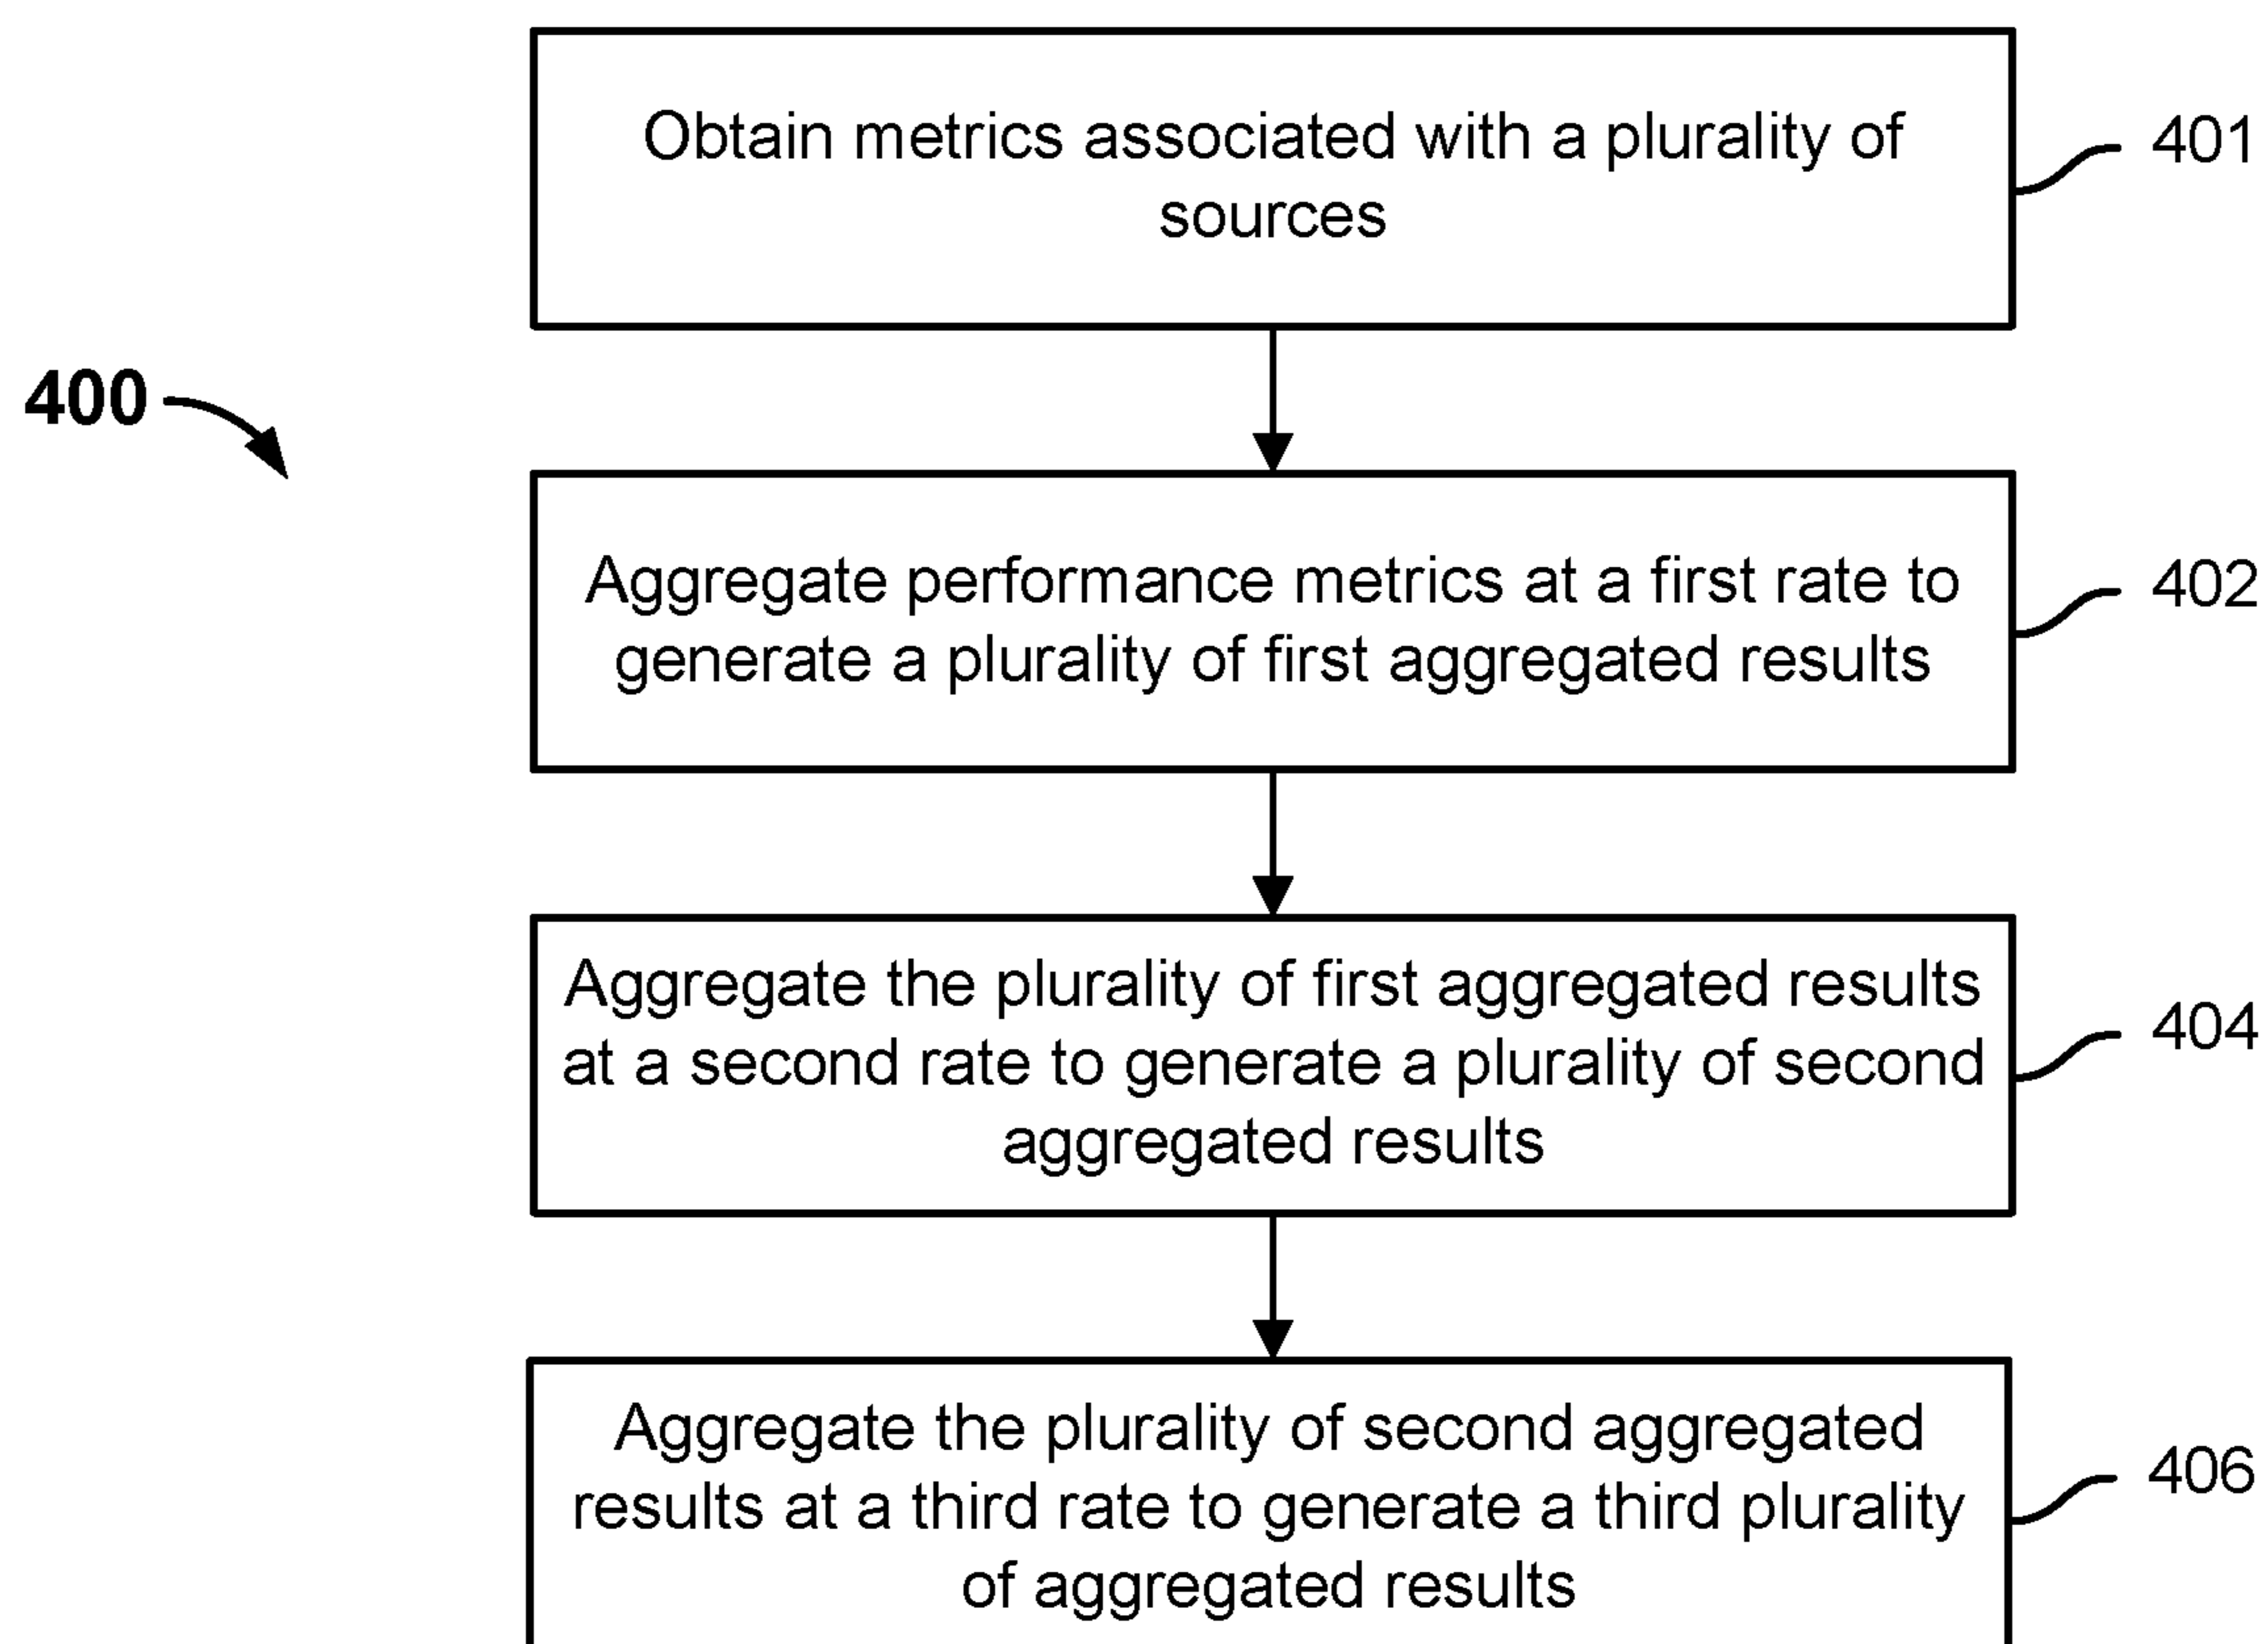 Obtain metrics associated with a plurality of
sources
401
400
Aggregate performance metrics at a first rate to
generate a plurality of first aggregated results
402
Aggregate the plurality of first aggregated results
at a second rate to generate a plurality of second
aggregated results
404
Aggregate the plurality of second aggregated
results at a third rate to generate a third plurality
of aggregated results
406